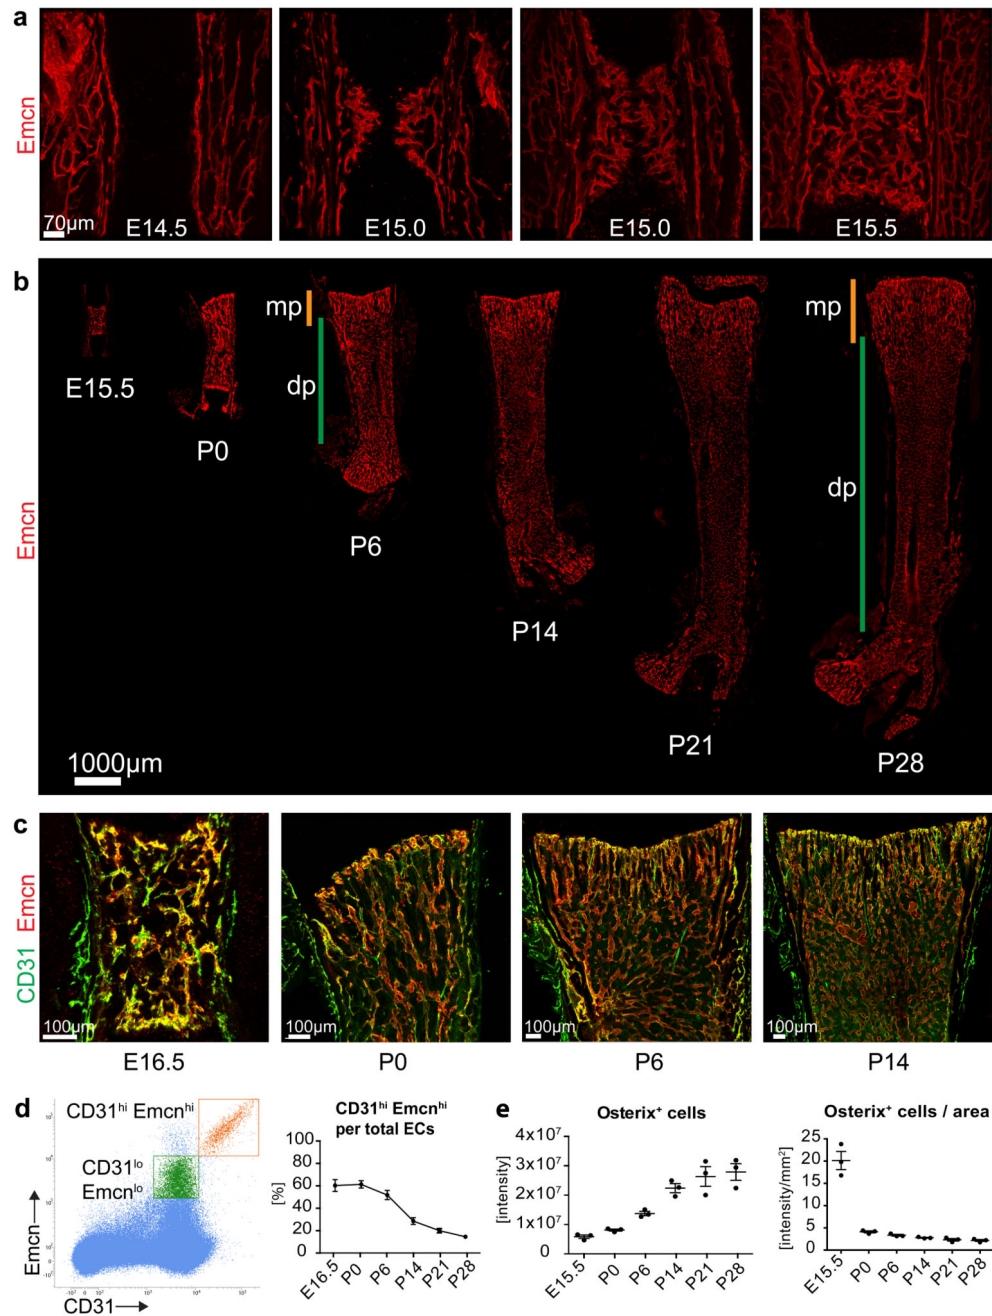 a
Emcn
70µm
E14.5
E15.0
E15.0
E15.5
b
Emcn
E15.5
P0
mp
dp
P6
P14
P21
mp
dp
P28
1000µm
c
CD31 Emcn
100µm
E16.5
100µm
P0
100µm
P6
100µm
P14
d
CD31hi Emcnhi
CD31lo
Emcnlo
Emcn
CD31
CD31hi Emcnhi
per total ECs
[%]
100
80
60
40
20
0
E16.5
P0
P6
P14
P21
P28
e
Osterix+ cells
[intensity]
4x10⁷
3x10⁷
2x10⁷
1x10⁷
0
E15.5
P0
P6
P14
P21
P28
Osterix+ cells / area
[intensity/mm²]
25
20
15
10
5
0
E15.5
P0
P6
P14
P21
P28